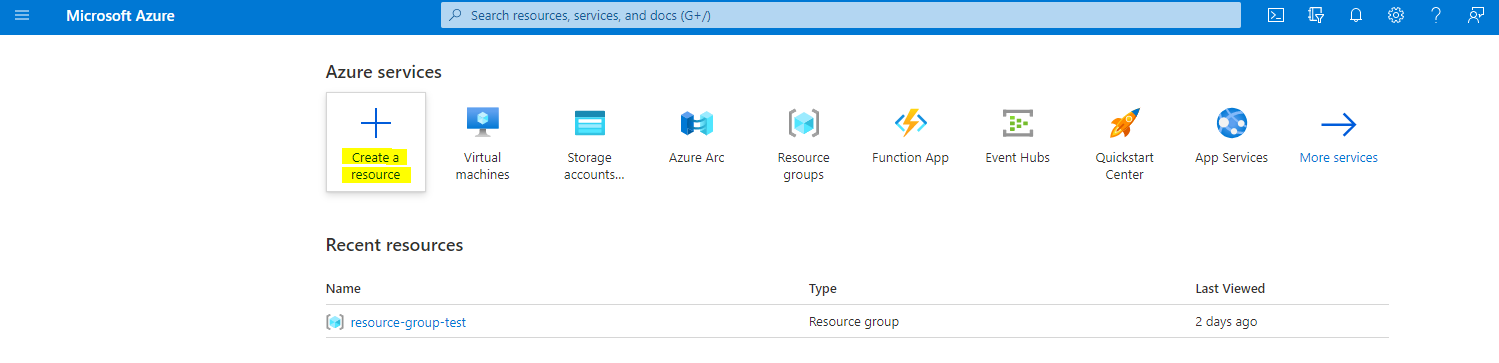 Microsoft Azure
Search resources, services, and docs (G+/)
Azure services
Create a
resource
Virtual
machines
Storage
accounts...
Azure Arc
Resource
groups
Function App
Event Hubs
Quickstart
Center
App Services
More services
Recent resources
Name Type Last Viewed
resource-group-test Resource group 2 days ago